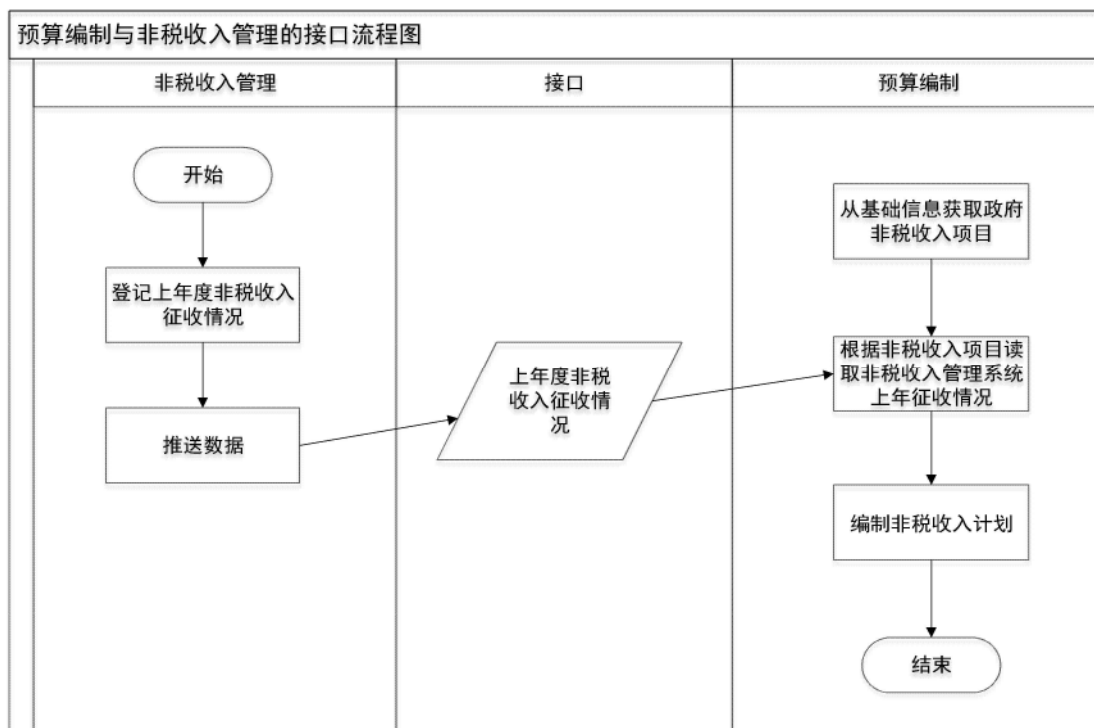 预算编制与非税收入管理的接口流程图
非税收入管理
接口
预算编制
开始
登记上年度非税收入
征收情况
推送数据
上年度非税
收入征收情
况
从基础信息获取政府
非税收入项目
根据非税收入项目读
取非税收入管理系统
上年征收情况
编制非税收入计划
结束